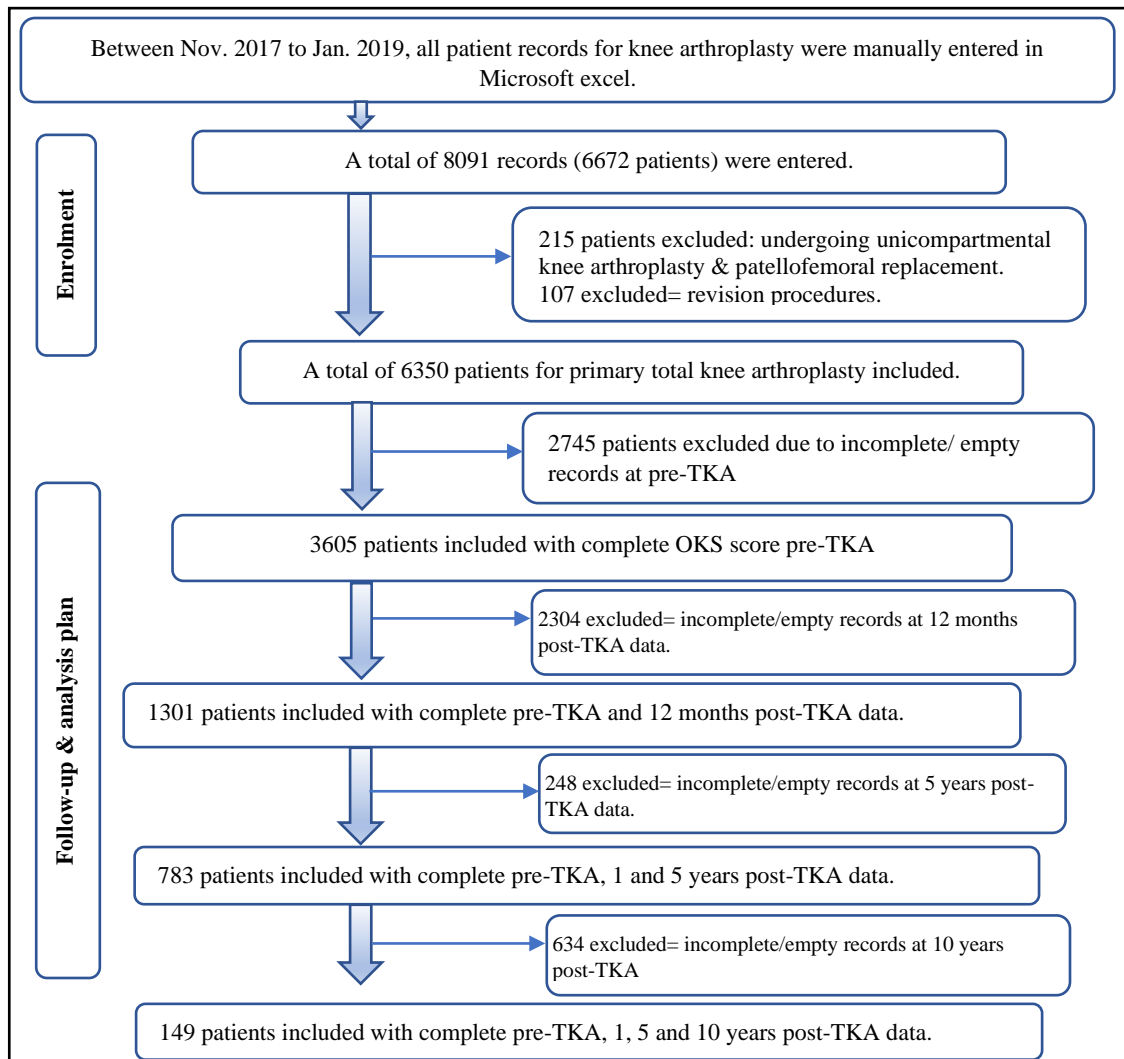 Between Nov. 2017 to Jan. 2019, all patient records for knee arthroplasty were manually entered in
Microsoft excel.
Enrolment
A total of 8091 records (6672 patients) were entered.
215 patients excluded: undergoing unicompartmental
knee arthroplasty & patellofemoral replacement.
107 excluded= revision procedures.
A total of 6350 patients for primary total knee arthroplasty included.
2745 patients excluded due to incomplete/ empty
records at pre-TKA
Follow-up & analysis plan
3605 patients included with complete OKS score pre-TKA
2304 excluded= incomplete/empty records at 12 months
post-TKA data.
1301 patients included with complete pre-TKA and 12 months post-TKA data.
248 excluded= incomplete/empty records at 5 years post-
TKA data.
783 patients included with complete pre-TKA, 1 and 5 years post-TKA data.
634 excluded= incomplete/empty records at 10 years
post-TKA
149 patients included with complete pre-TKA, 1, 5 and 10 years post-TKA data.